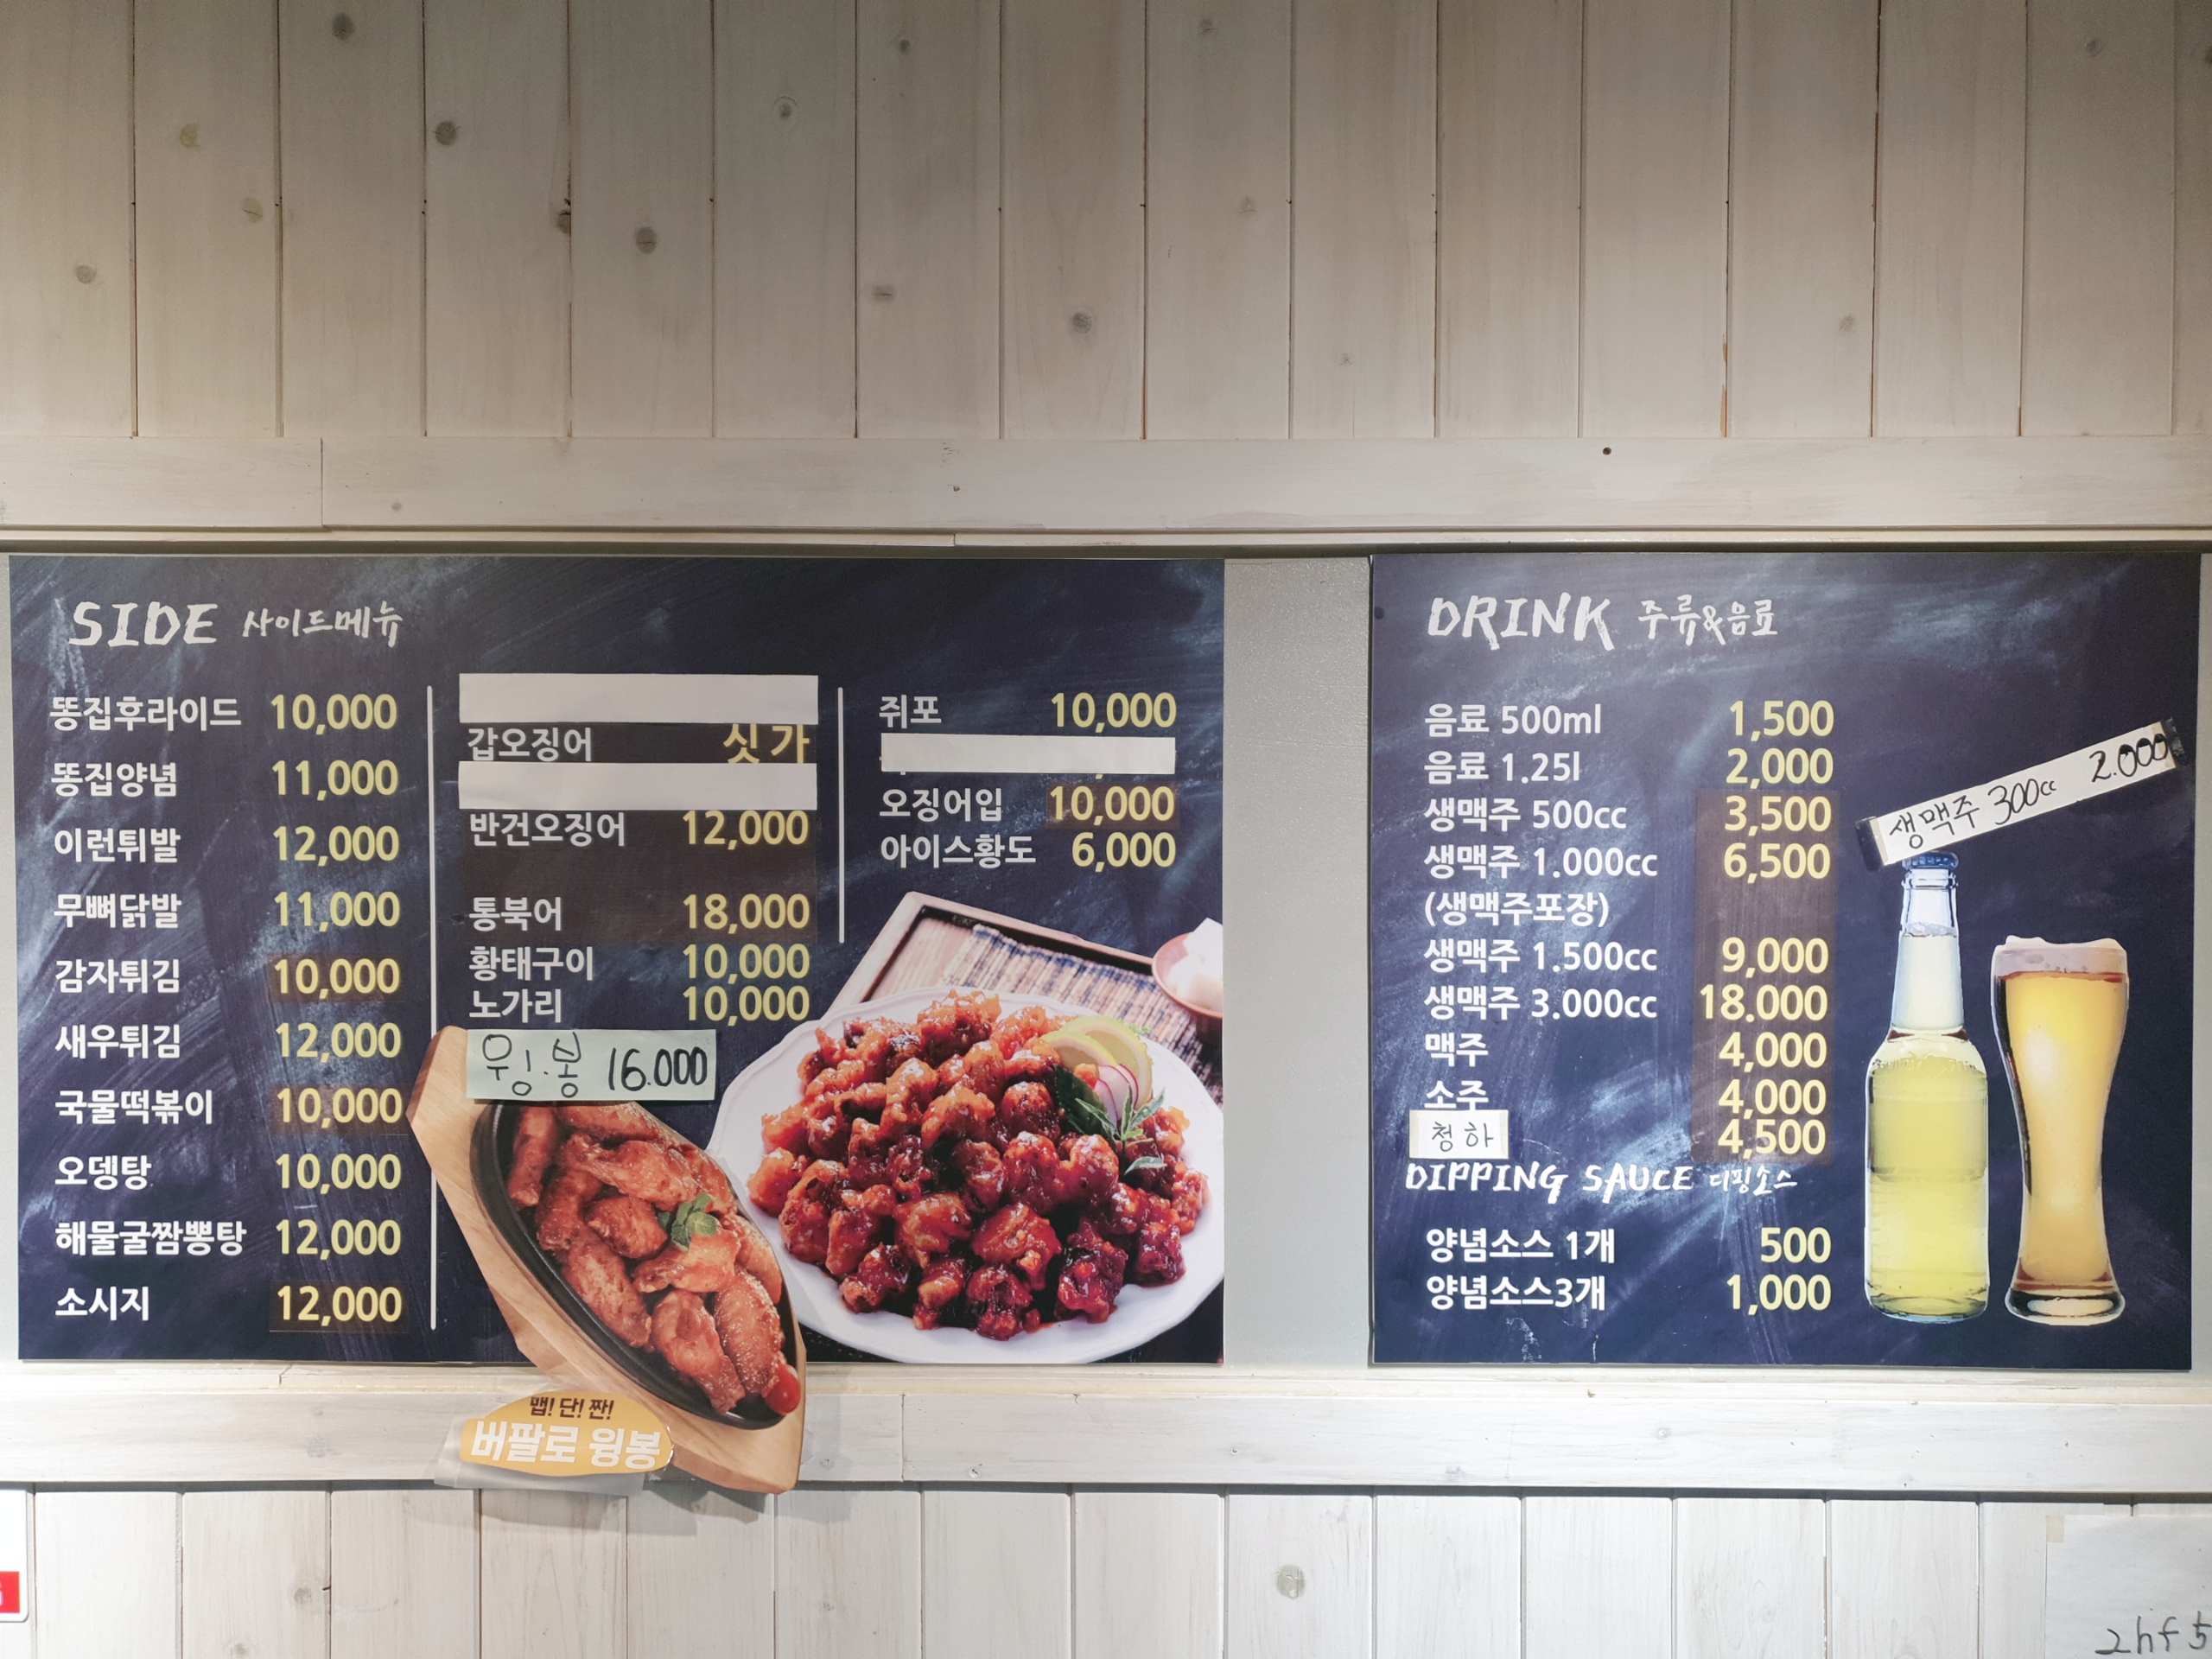 SIDE 사이드메뉴
똥집후라이드 10,000
똥집양념 11,000
이런튀발 12,000
무뼈닭발 11,000
감자튀김 10,000
새우튀김 12,000
국물떡볶이 10,000
오뎅탕 10,000
해물굴짬뽕탕 12,000
소시지 12,000
갑오징어 싯가
반건오징어 12,000
통북어 18,000
황태구이 10,000
노가리 10,000
윙.봉 16.000
맵! 단! 짠!
버팔로 윙봉
쥐포 10,000
오징어입 10,000
아이스황도 6,000
DRINK 주류&음료
음료 500ml 1,500
음료 1.25l 2,000
생맥주 500cc 3,500
생맥주 1.000cc 6,500
(생맥주포장)
생맥주 1.500cc 9,000
생맥주 3.000cc 18.000
맥주 4,000
소주 4,000
청하 4,500
생맥주 300cc 2.000
DIPPING SAUCE 디핑소스
양념소스 1개 500
양념소스3개 1,000